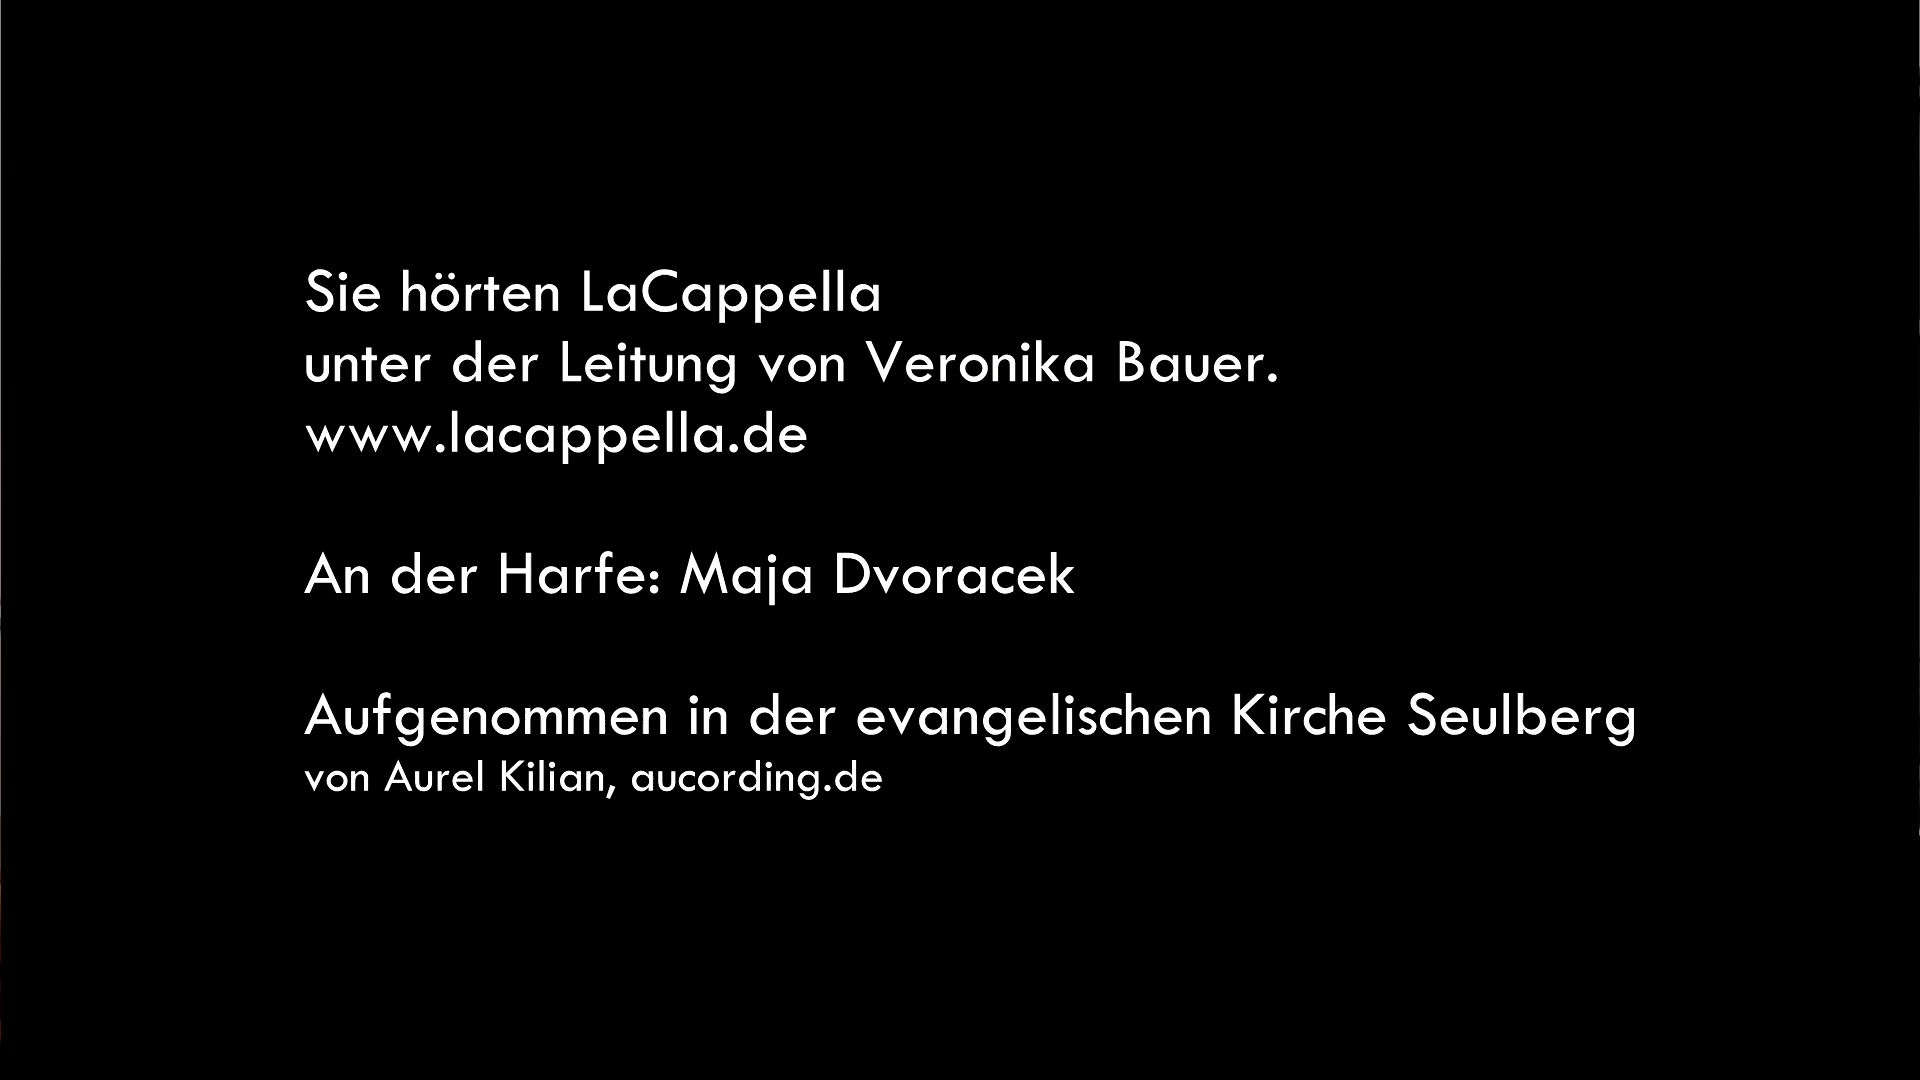 Sie hörten LaCappella
unter der Leitung von Veronika Bauer.
www.lacappella.de
An der Harfe: Maja Dvoracek
Aufgenommen in der evangelischen Kirche Seulberg
von Aurel Kilian, aucording.de